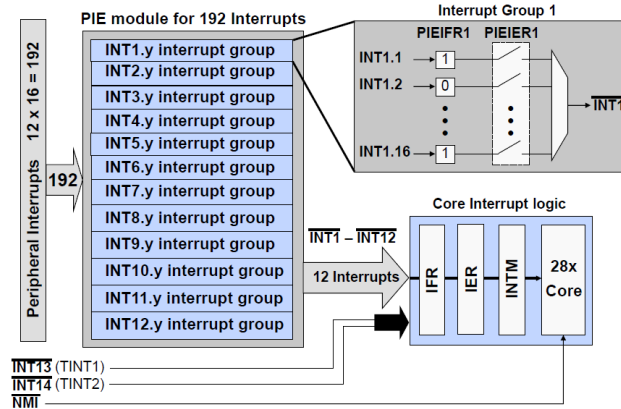 PIE module for 192 Interrupts
Peripheral Interrupts 12 x 16 = 192
192
INT1.y interrupt group
INT2.y interrupt group
INT3.y interrupt group
INT4.y interrupt group
INT5.y interrupt group
INT6.y interrupt group
INT7.y interrupt group
INT8.y interrupt group
INT9.y interrupt group
INT10.y interrupt group
INT11.y interrupt group
INT12.y interrupt group
Interrupt Group 1
PIEIFR1 PIEIER1
INT1.1 1
INT1.2 0
INT1.16 1
INT1
INT1 – INT12
12 Interrupts
Core Interrupt logic
IFR
IER
INTM
28x
Core
INT13 (TINT1)
INT14 (TINT2)
NMI